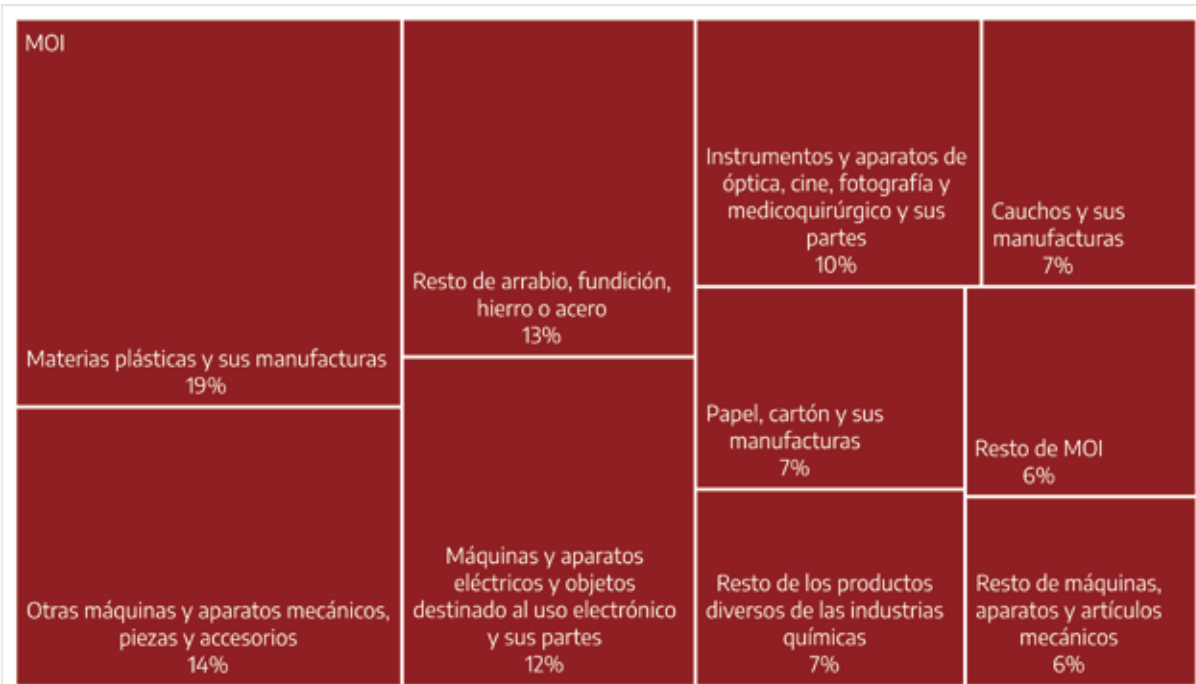 MOI
Materias plásticas y sus manufacturas
19%
Otras máquinas y aparatos mecánicos,
piezas y accesorios
14%
Resto de arrabio, fundición,
hierro o acero
13%
Máquinas y aparatos
eléctricos y objetos
destinado al uso electrónico
y sus partes
12%
Instrumentos y aparatos de
óptica, cine, fotografía y
medicoquirúrgico y sus
partes
10%
Cauchos y sus
manufacturas
7%
Papel, cartón y sus
manufacturas
7%
Resto de MOI
6%
Resto de los productos
diversos de las industrias
químicas
7%
Resto de máquinas,
aparatos y artículos
mecánicos
6%